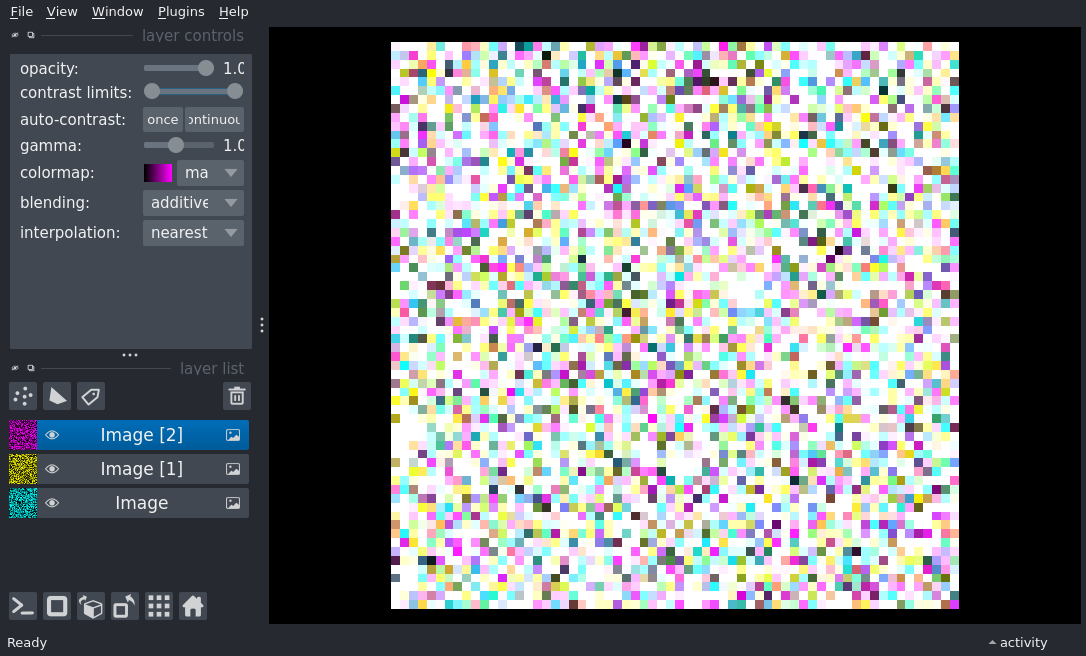 File View Window Plugins Help
layer controls
opacity: 1.0
contrast limits:
auto-contrast: once ontinuou
gamma: 1.0
colormap: ma
blending: additive
interpolation: nearest
layer list
Image [2]
Image [1]
Image
Ready activity